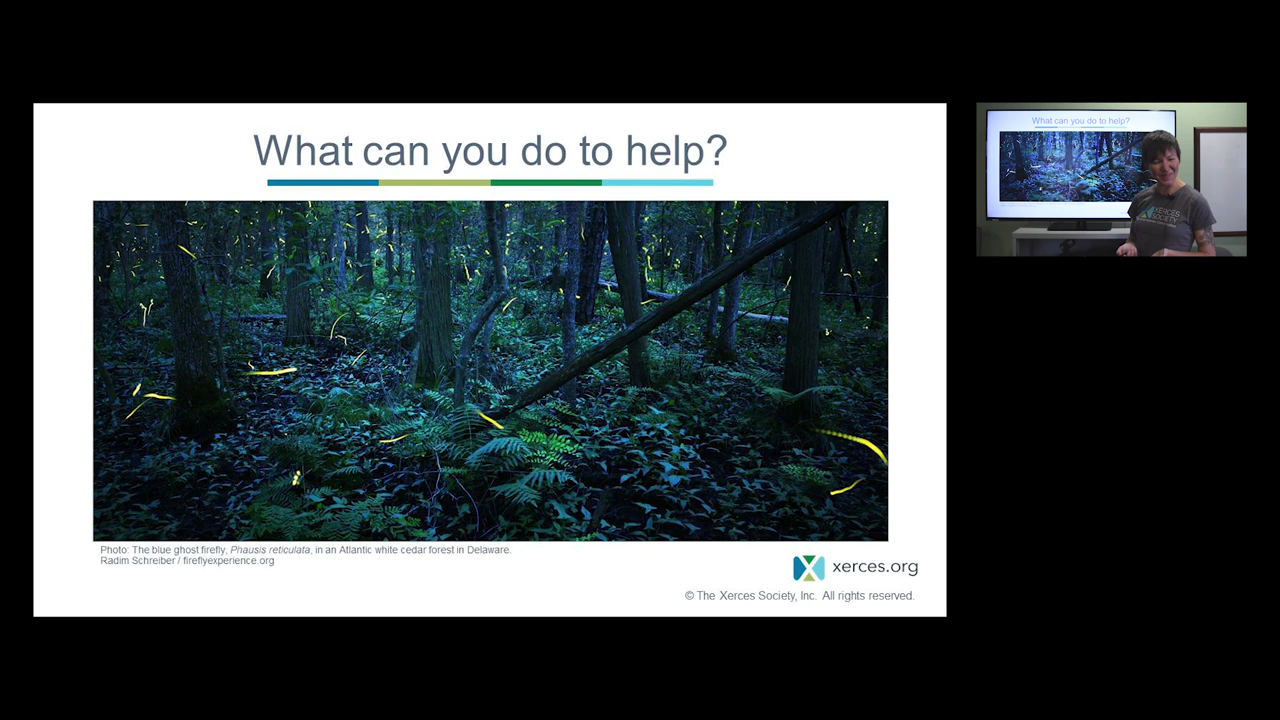 What can you do to help?
Photo: The blue ghost firefly, Phausis reticulata, in an Atlantic white cedar forest in Delaware.
Radim Schreiber / fireflyexperience.org
xerces.org
© The Xerces Society, Inc. All rights reserved.
What can you do to help?
XERCES
SOCIETY